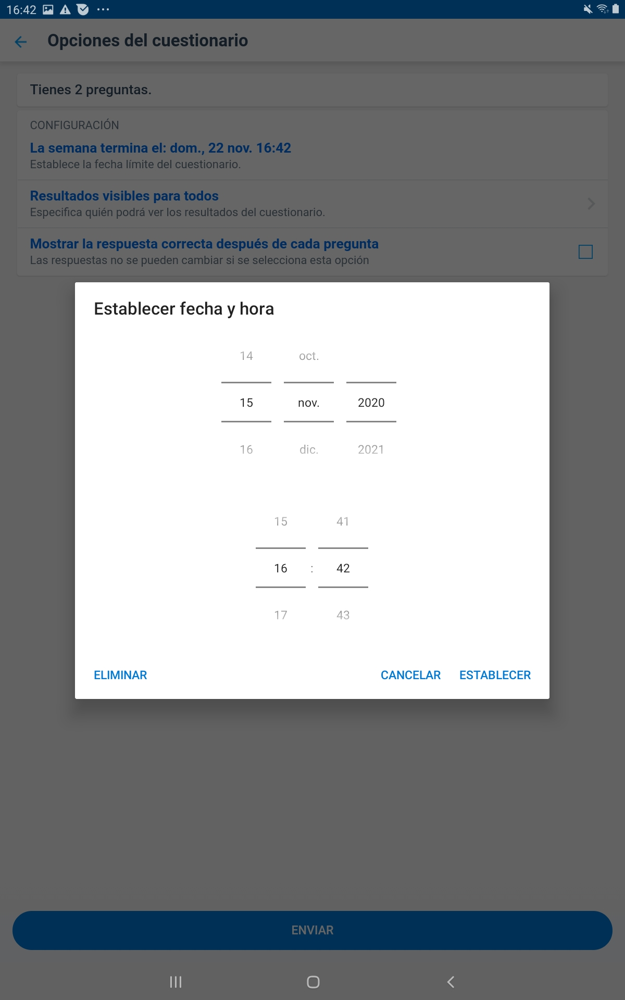 16:42
Opciones del cuestionario
Tienes 2 preguntas.
CONFIGURACIÓN
La semana termina el: dom., 22 nov. 16:42
Establece la fecha límite del cuestionario.
Resultados visibles para todos
Especifica quién podrá ver los resultados del cuestionario.
Mostrar la respuesta correcta después de cada pregunta
Las respuestas no se pueden cambiar si se selecciona esta opción
Establecer fecha y hora
14 oct.
15 nov. 2020
16 dic. 2021
15 41
16 : 42
17 43
ELIMINAR CANCELAR ESTABLECER
ENVIAR